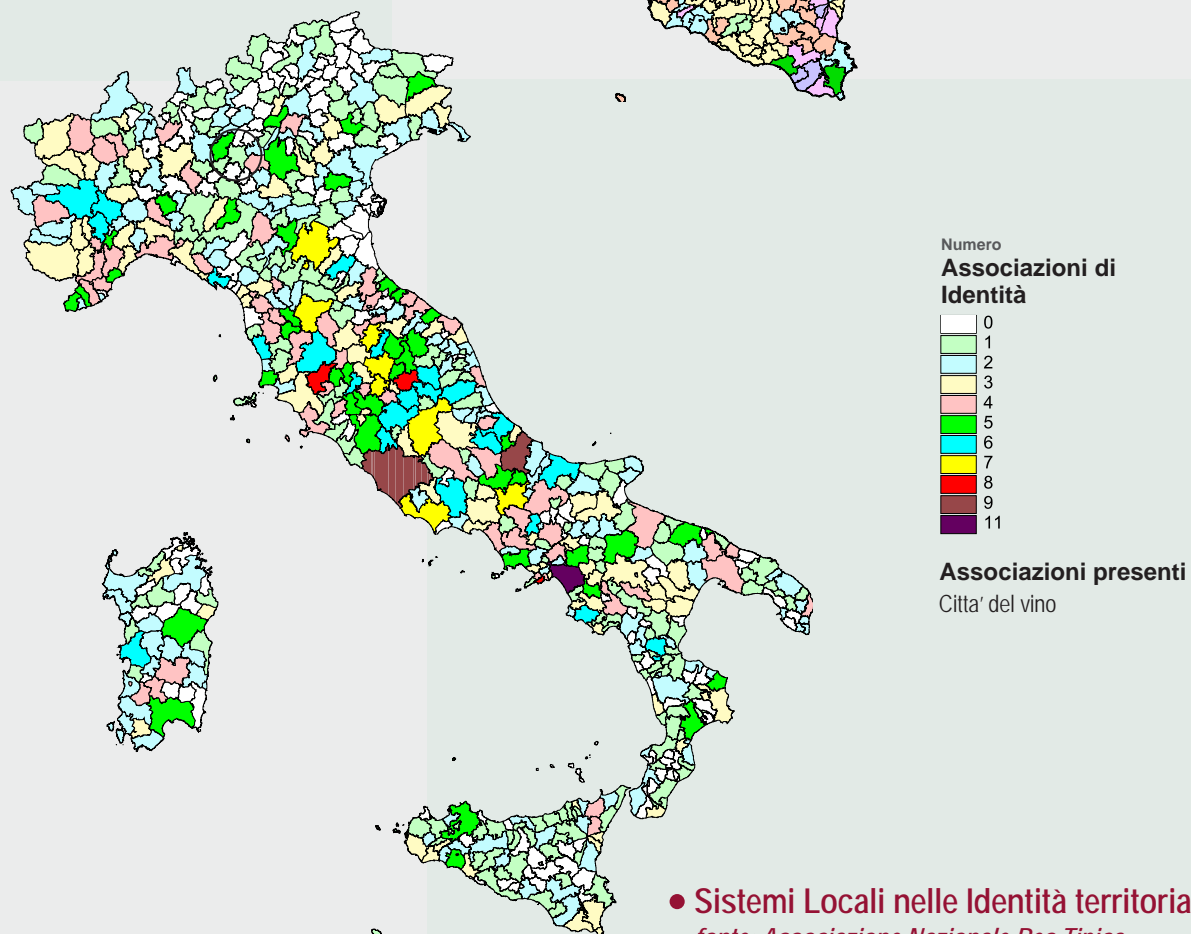 Numero
Associazioni di
Identità
0
1
2
3
4
5
6
7
8
9
11
Associazioni presenti
Citta' del vino
• Sistemi Locali nelle Identità